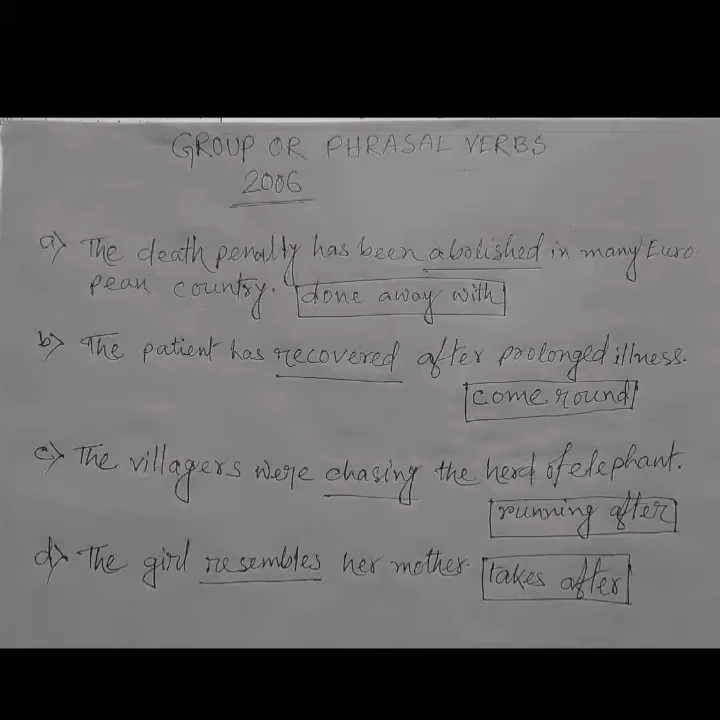 GROUP OR PHRASAL VERBS
2006
a) The death penalty has been abolished in many Euro-
pean country. done away with
b) The patient has recovered after prolonged illness.
come round
c) The villagers were chasing the herd of elephant.
running after
d) The girl resembles her mother. takes after